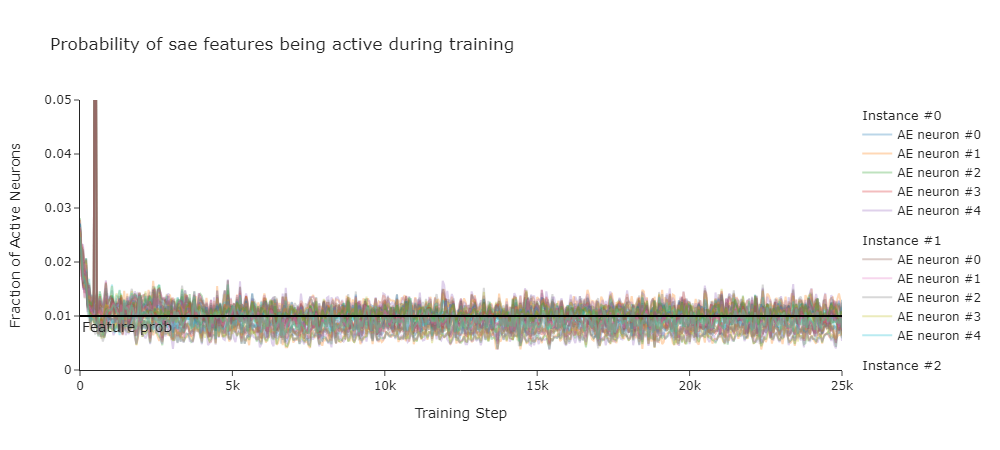 Probability of sae features being active during training
Fraction of Active Neurons
0.05
0.04
0.03
0.02
0.01
0
Feature prob
0
5k
10k
15k
20k
25k
Training Step
Instance #0
AE neuron #0
AE neuron #1
AE neuron #2
AE neuron #3
AE neuron #4
Instance #1
AE neuron #0
AE neuron #1
AE neuron #2
AE neuron #3
AE neuron #4
Instance #2